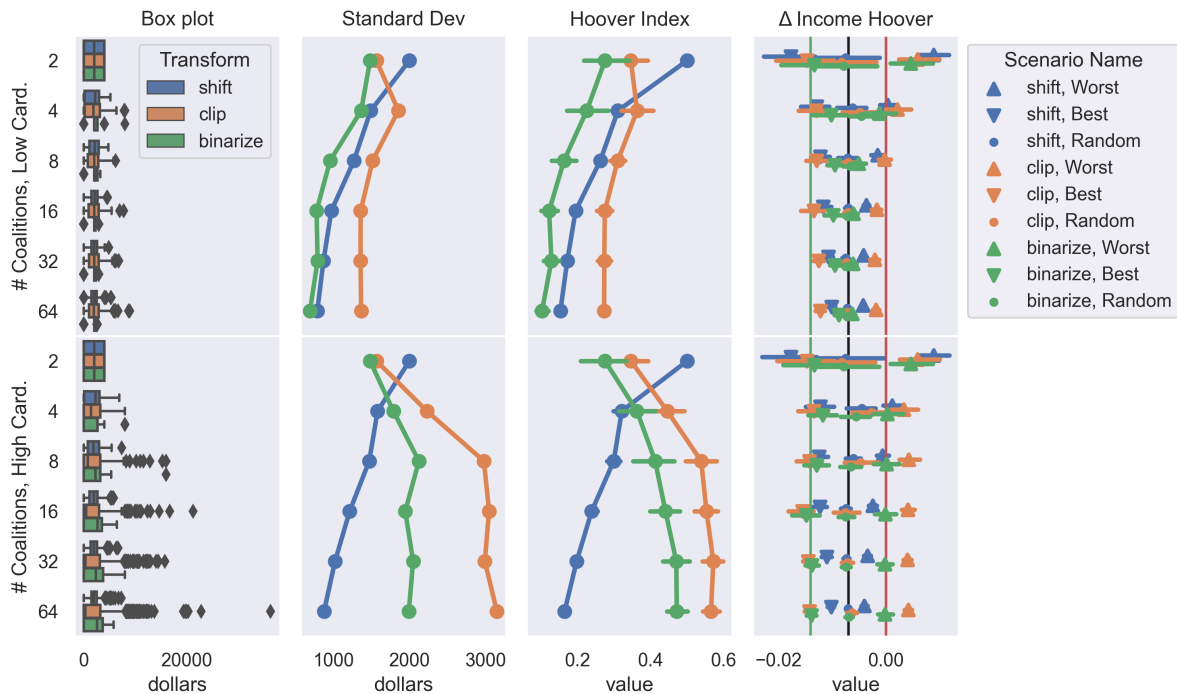 Box plot
Standard Dev
Hoover Index
Δ Income Hoover
# Coalitions, Low Card.
2
4
8
16
32
64
Transform
shift
clip
binarize
Scenario Name
shift, Worst
shift, Best
shift, Random
clip, Worst
clip, Best
clip, Random
binarize, Worst
binarize, Best
binarize, Random
# Coalitions, High Card.
2
4
8
16
32
64
0 20000
dollars
1000 2000 3000
dollars
0.2 0.4 0.6
value
−0.02 0.00
value